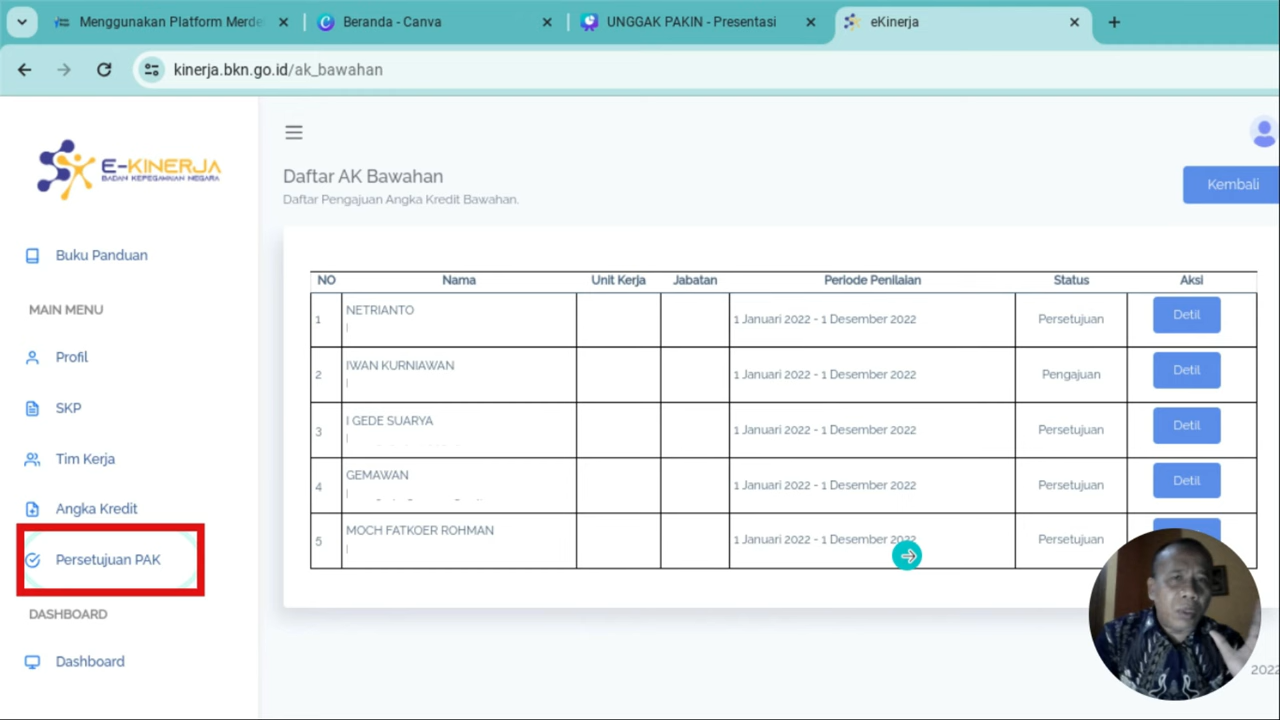 Menggunakan Platform Merde
Beranda - Canva
UNGGAK PAKIN - Presentasi
eKinerja
kinerja.bkn.go.id/ak_bawahan
E-KINERJA
BADAN KEPEGAWAIAN NEGARA
Buku Panduan
MAIN MENU
Profil
SKP
Tim Kerja
Angka Kredit
Persetujuan PAK
DASHBOARD
Dashboard
Daftar AK Bawahan
Daftar Pengajuan Angka Kredit Bawahan.
Kembali
NO Nama Unit Kerja Jabatan Periode Penilaian Status Aksi
1 NETRIANTO 1 Januari 2022 - 1 Desember 2022 Persetujuan Detil
2 IWAN KURNIAWAN 1 Januari 2022 - 1 Desember 2022 Pengajuan Detil
3 I GEDE SUARYA 1 Januari 2022 - 1 Desember 2022 Persetujuan Detil
4 GEMAWAN 1 Januari 2022 - 1 Desember 2022 Persetujuan Detil
5 MOCH FATKOER ROHMAN 1 Januari 2022 - 1 Desember 2022 Persetujuan
2022